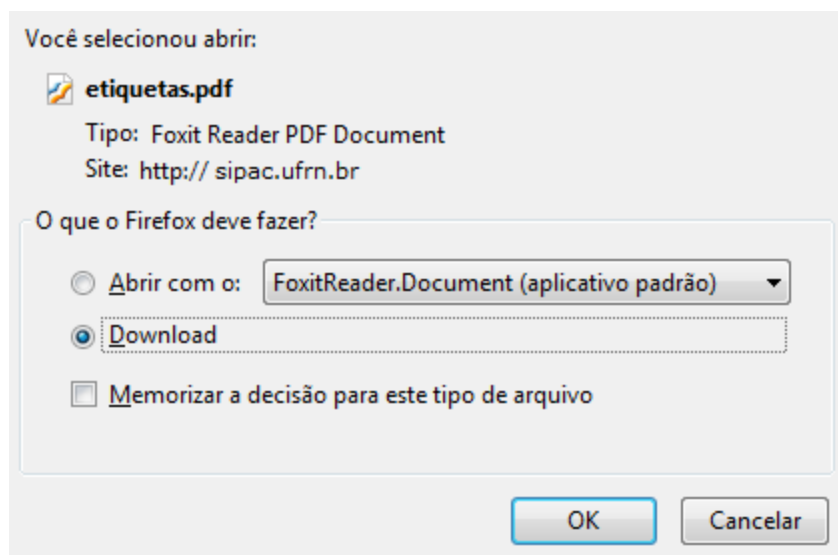 Você selecionou abrir:
etiquetas.pdf
Tipo: Foxit Reader PDF Document
Site: http:// sipac.ufrn.br
O que o Firefox deve fazer?
Abrir com o: FoxitReader.Document (aplicativo padrão)
Download
Memorizar a decisão para este tipo de arquivo
OK Cancelar